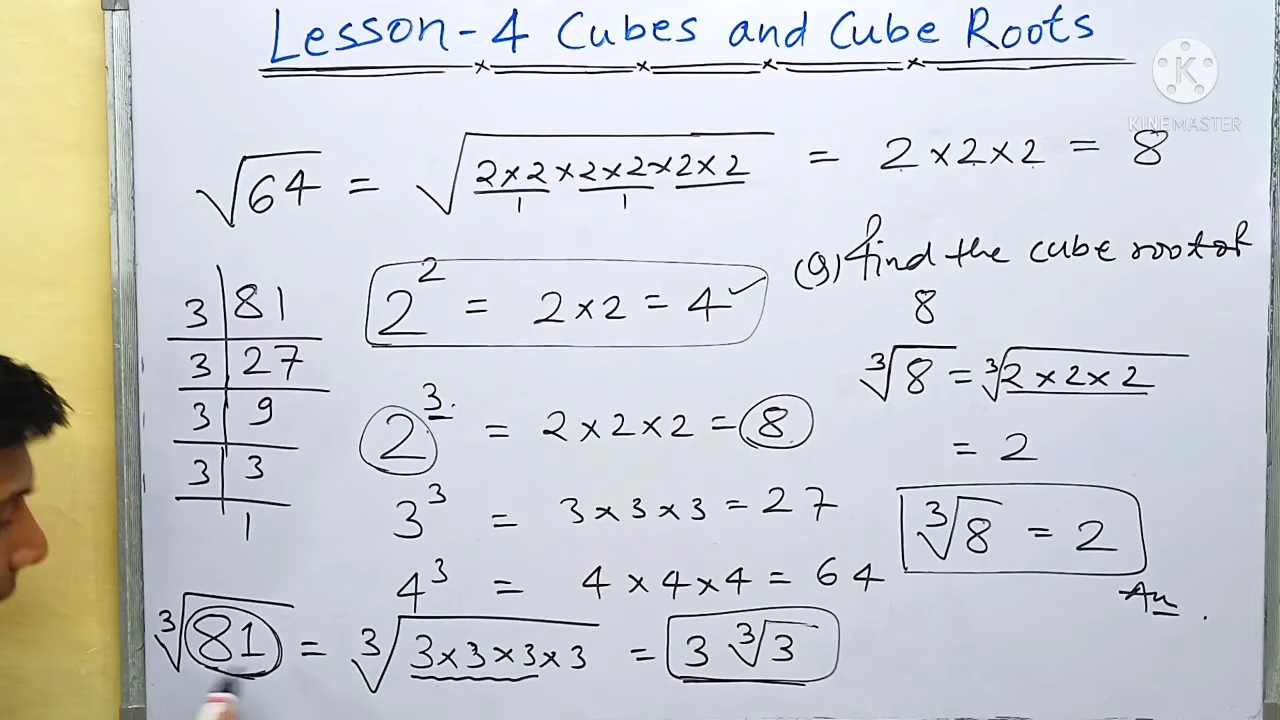 Lesson-4 Cubes and Cube Roots
K
KINEMASTER
√64 = √2×2×2×2×2×2 = 2×2×2 = 8
1 1
3 | 81
3 | 27
3 | 9
3 | 3
1
2² = 2×2 = 4 ✓
2³ = 2×2×2 = 8
3³ = 3×3×3 = 27
4³ = 4×4×4 = 64
(Q) find the cube root of
8
∛8 = ∛2×2×2
= 2
∛8 = 2
An.
∛81 = ∛3×3×3×3 = 3∛3